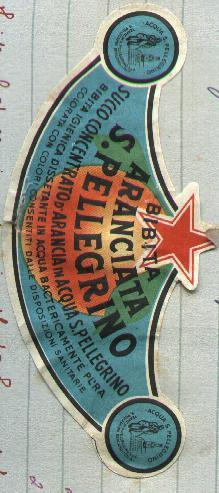 ACQUA S. PELLEGRINO
BIBITA
ARANCIATA
S. PELLEGRINO
SUCCO CONCENTRATO DI ARANCIA IN ACQUA S. PELLEGRINO
BIBITA IGIENICA DISSETANTE IN ACQUA BACTERICAMENTE PURA
COLORATA CON COLORI CONSENTITI DALLE DISPOSIZIONI SANITARIE
ACQUA S. PELLEGRINO